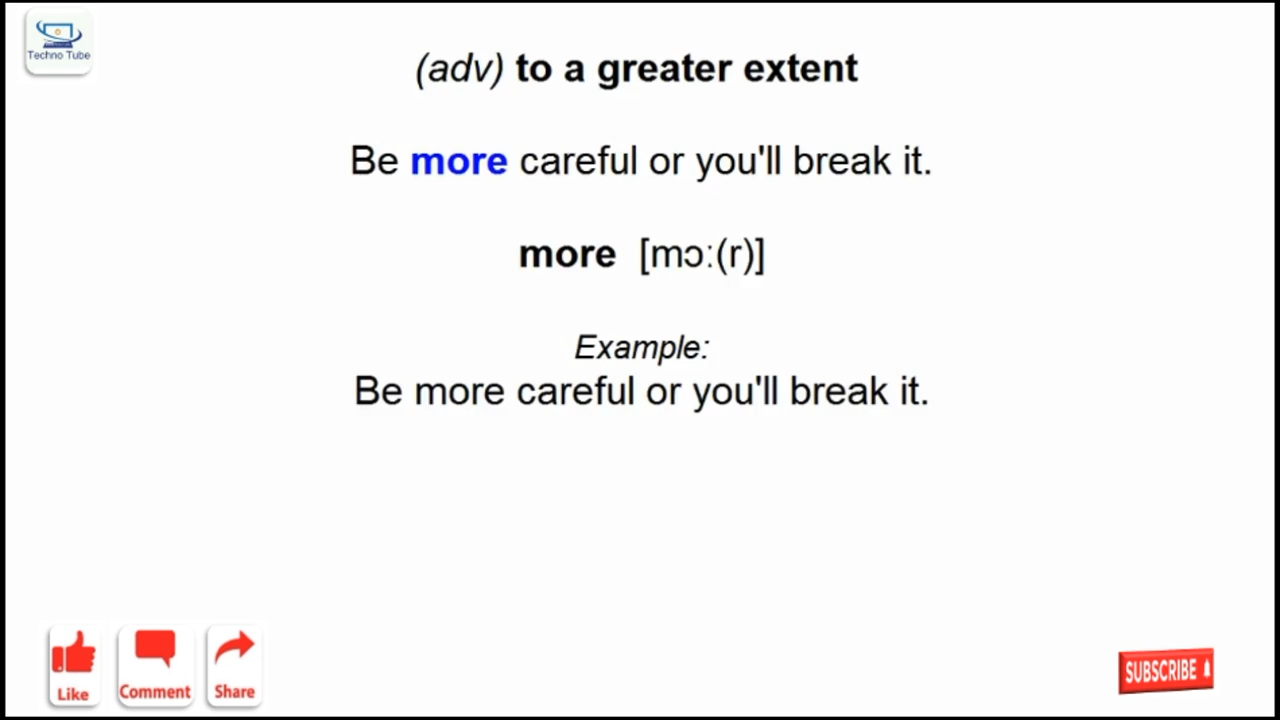 Techno Tube
(adv) to a greater extent
Be more careful or you'll break it.
more [mɔː(r)]
Example:
Be more careful or you'll break it.
Like
Comment
Share
SUBSCRIBE